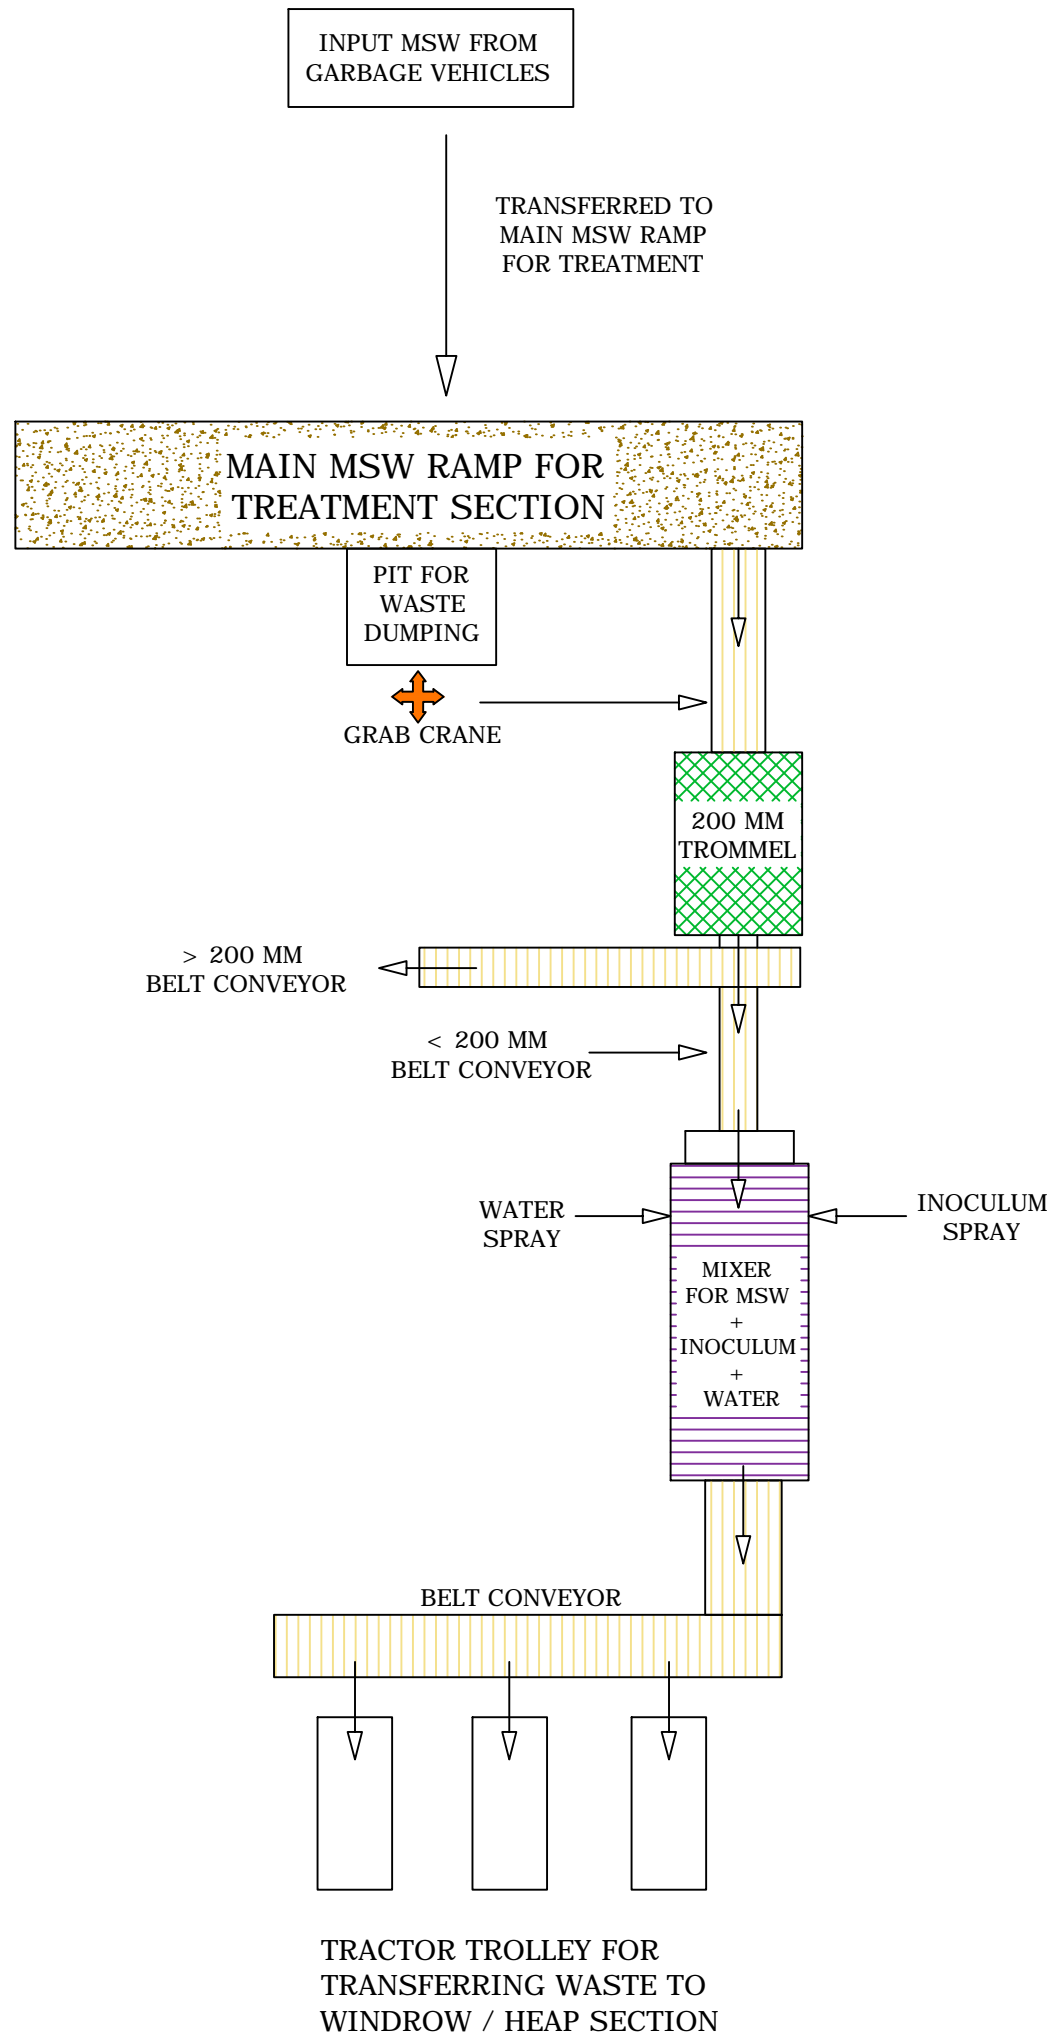 INPUT MSW FROM
GARBAGE VEHICLES
TRANSFERRED TO
MAIN MSW RAMP
FOR TREATMENT
MAIN MSW RAMP FOR
TREATMENT SECTION
PIT FOR
WASTE
DUMPING
GRAB CRANE
200 MM
TROMMEL
> 200 MM
BELT CONVEYOR
< 200 MM
BELT CONVEYOR
WATER
SPRAY
INOCULUM
SPRAY
MIXER
FOR MSW
+
INOCULUM
+
WATER
BELT CONVEYOR
TRACTOR TROLLEY FOR
TRANSFERRING WASTE TO
WINDROW / HEAP SECTION